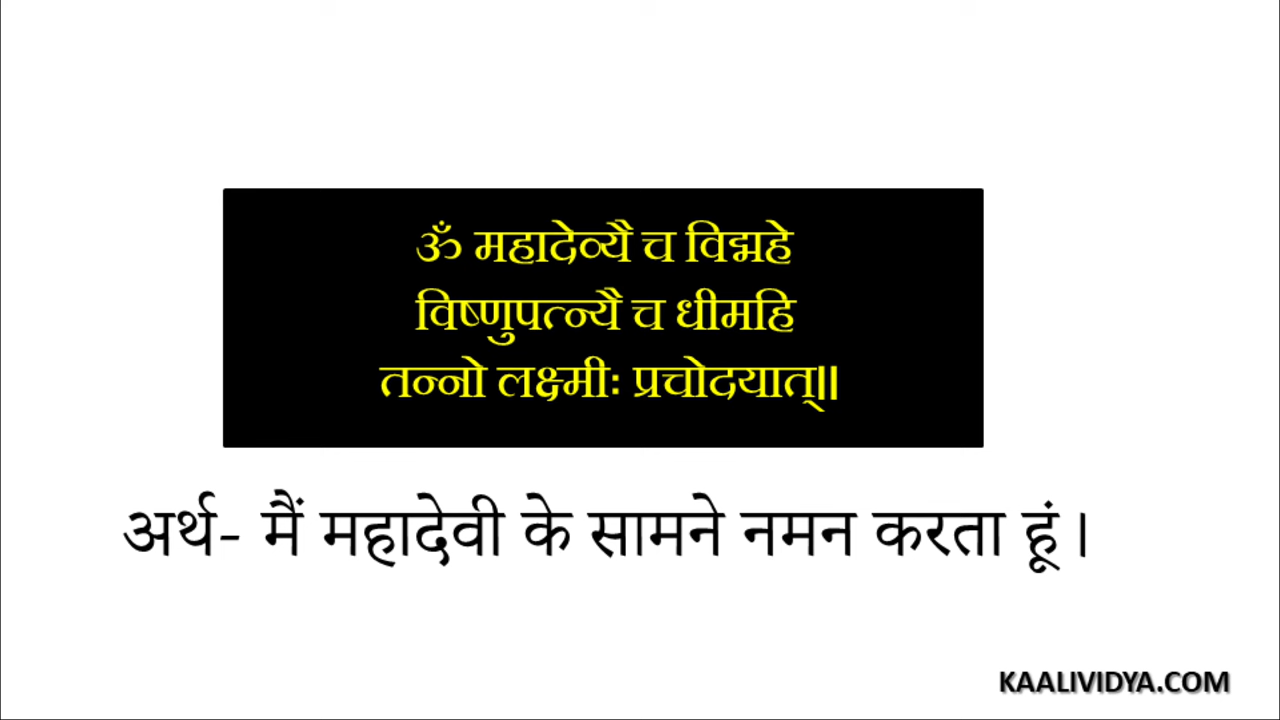 ॐ महादेव्यै च विद्महे
विष्णुपत्न्यै च धीमहि
तन्नो लक्ष्मीः प्रचोदयात्॥
अर्थ- मैं महादेवी के सामने नमन करता हूं।
KAALIVIDYA.COM